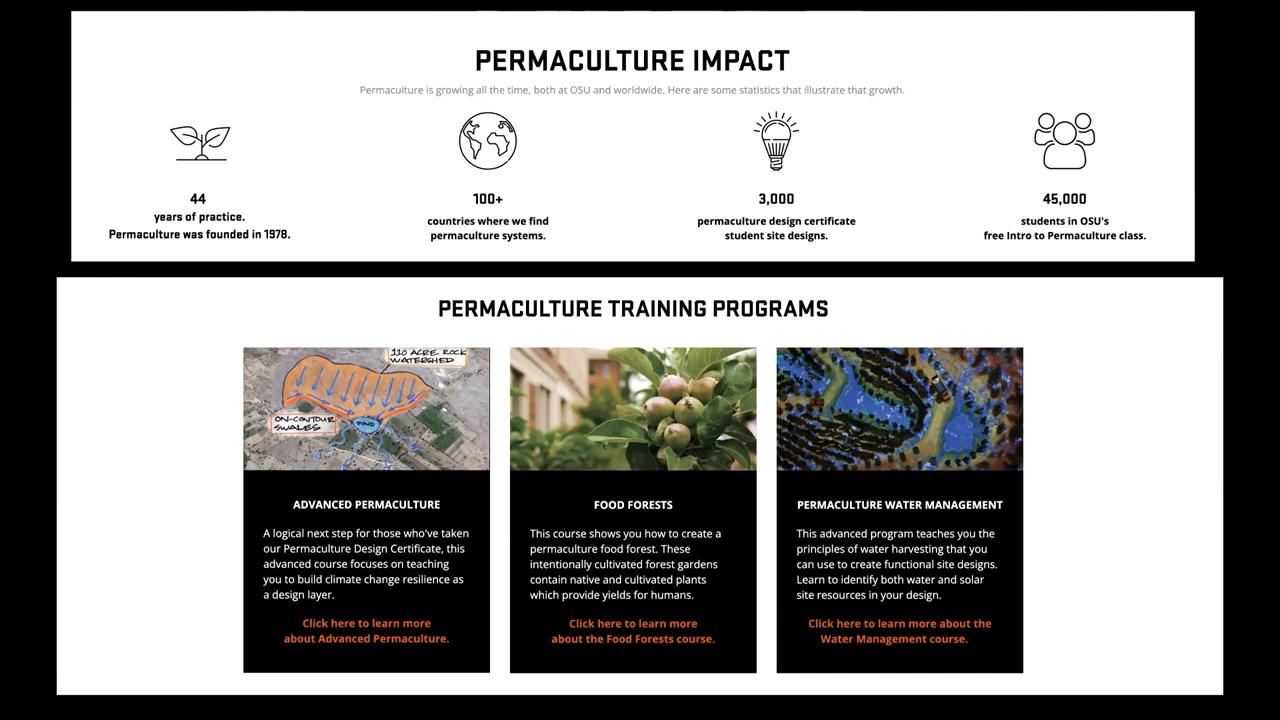 PERMACULTURE IMPACT
Permaculture is growing all the time, both at OSU and worldwide. Here are some statistics that illustrate that growth.
44
years of practice.
Permaculture was founded in 1978.
100+
countries where we find
permaculture systems.
3,000
permaculture design certificate
student site designs.
45,000
students in OSU's
free Intro to Permaculture class.
PERMACULTURE TRAINING PROGRAMS
110 ACRE ROCK
WATERSHED
ON-CONTOUR
SWALES
POND
ADVANCED PERMACULTURE
A logical next step for those who've taken
our Permaculture Design Certificate, this
advanced course focuses on teaching
you to build climate change resilience as
a design layer.
Click here to learn more
about Advanced Permaculture.
FOOD FORESTS
This course shows you how to create a
permaculture food forest. These
intentionally cultivated forest gardens
contain native and cultivated plants
which provide yields for humans.
Click here to learn more
about the Food Forests course.
PERMACULTURE WATER MANAGEMENT
This advanced program teaches you the
principles of water harvesting that you
can use to create functional site designs.
Learn to identify both water and solar
site resources in your design.
Click here to learn more about the
Water Management course.